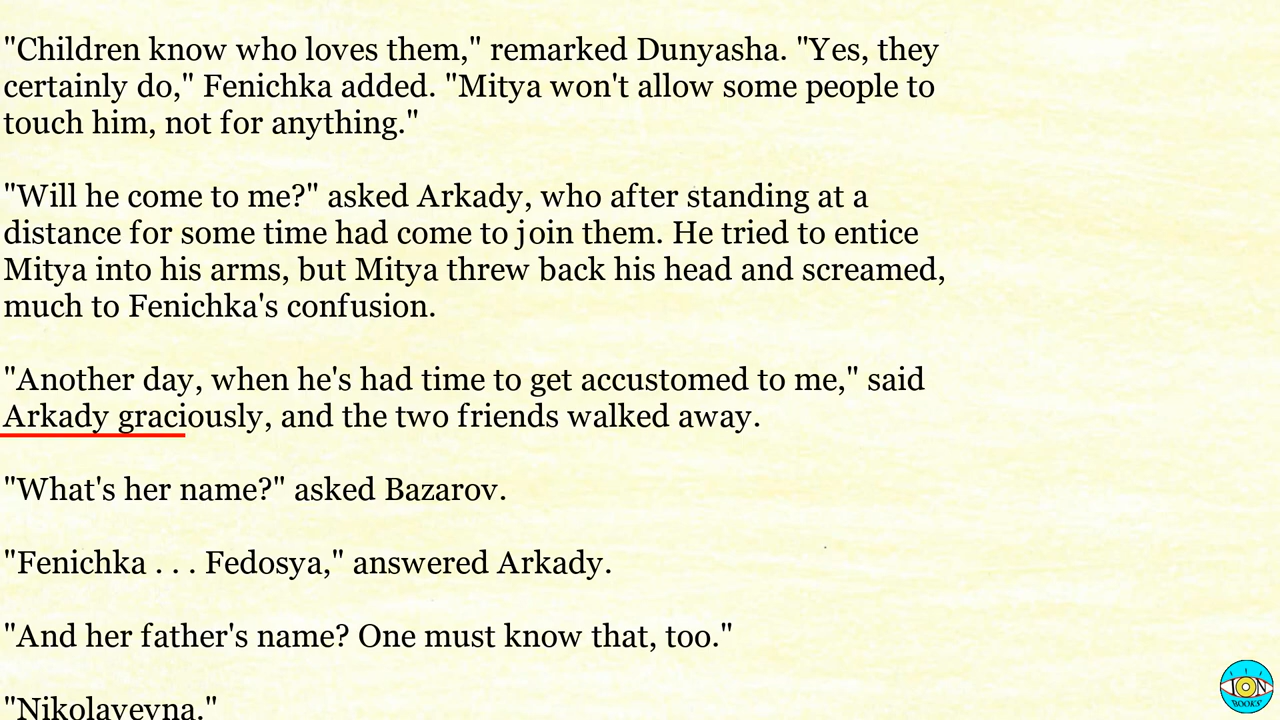 "Children know who loves them," remarked Dunyasha. "Yes, they
certainly do," Fenichka added. "Mitya won't allow some people to
touch him, not for anything."
"Will he come to me?" asked Arkady, who after standing at a
distance for some time had come to join them. He tried to entice
Mitya into his arms, but Mitya threw back his head and screamed,
much to Fenichka's confusion.
"Another day, when he's had time to get accustomed to me," said
Arkady graciously, and the two friends walked away.
"What's her name?" asked Bazarov.
"Fenichka . . . Fedosya," answered Arkady.
"And her father's name? One must know that, too."
"Nikolayevna."
ION
BOOKS